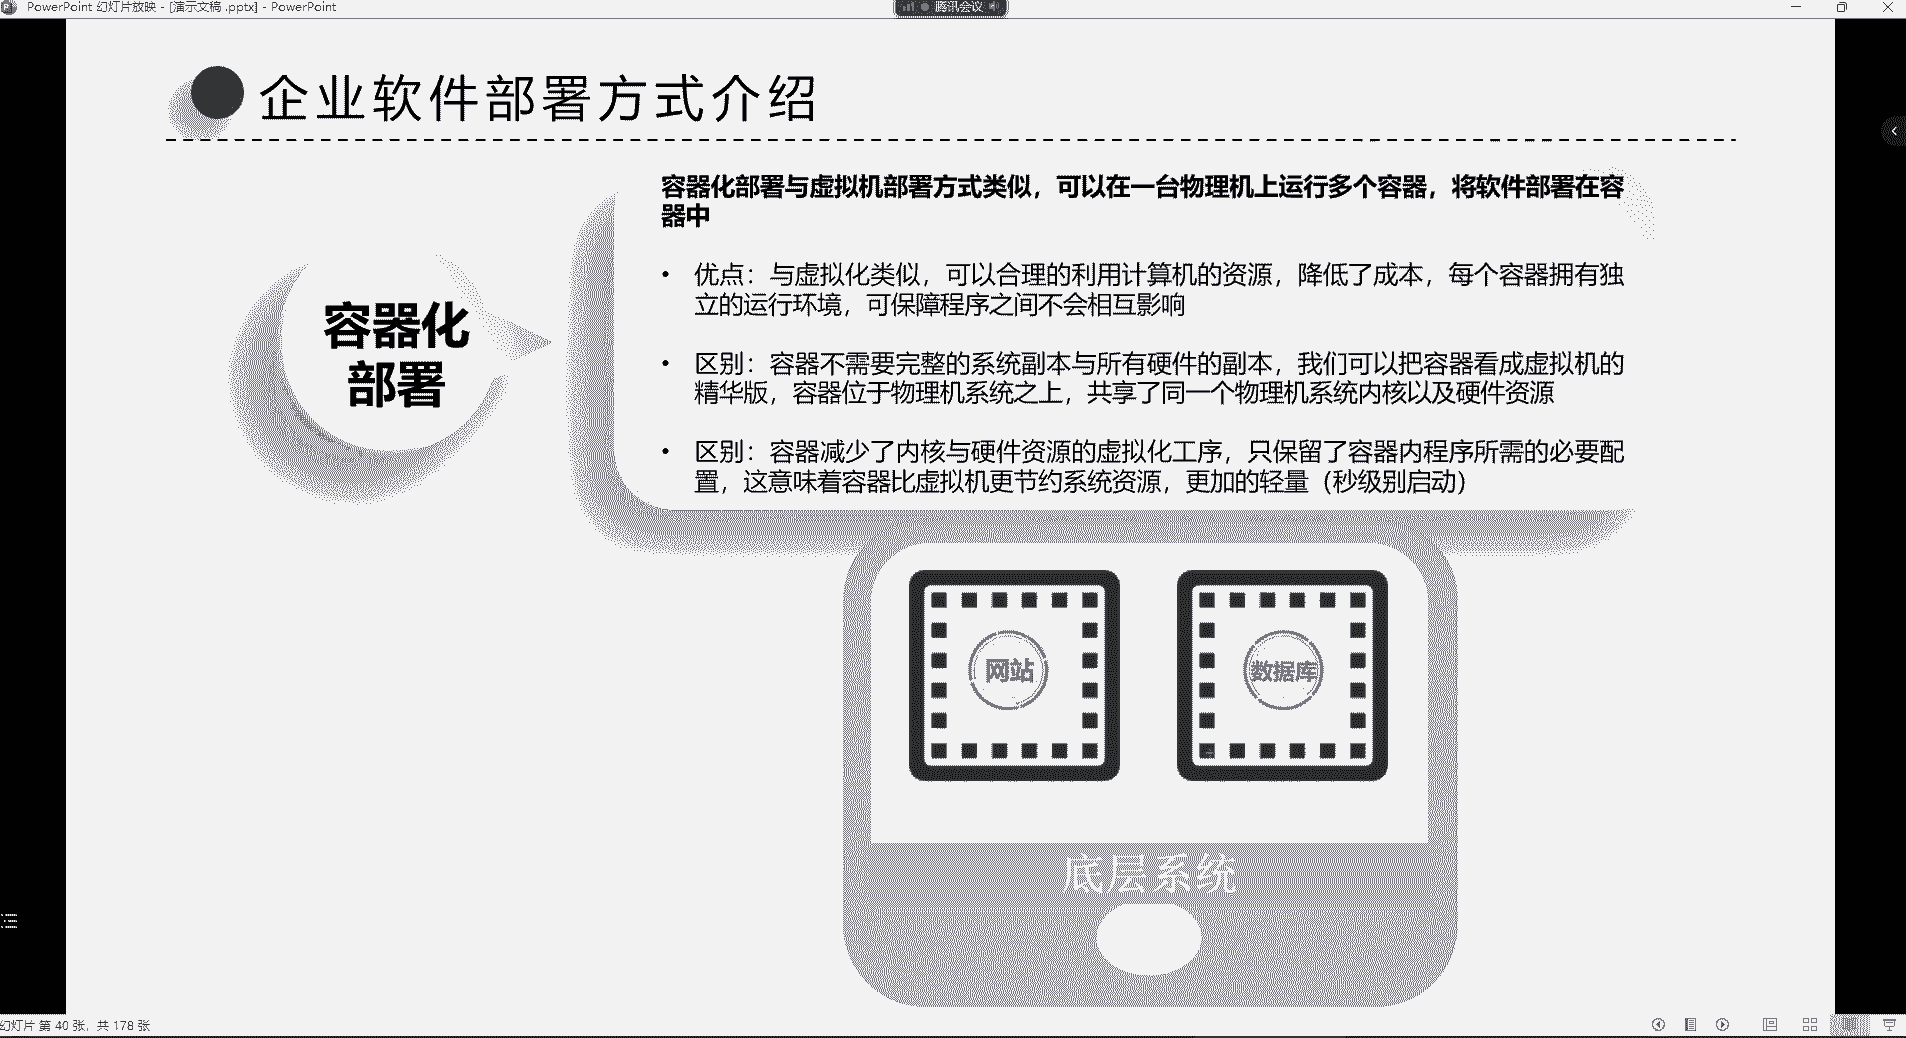 PowerPoint 幻灯片放映 - [演示文稿 .pptx] - PowerPoint
腾讯会议
企业软件部署方式介绍
容器化部署与虚拟机部署方式类似，可以在一台物理机上运行多个容器，将软件部署在容
器中
• 优点：与虚拟化类似，可以合理的利用计算机的资源，降低了成本，每个容器拥有独
立的运行环境，可保障程序之间不会相互影响
容器化
部署
• 区别：容器不需要完整的系统副本与所有硬件的副本，我们可以把容器看成虚拟机的
精华版，容器位于物理机系统之上，共享了同一个物理机系统内核以及硬件资源
• 区别：容器减少了内核与硬件资源的虚拟化工序，只保留了容器内程序所需的必要配
置，这意味着容器比虚拟机更节约系统资源，更加的轻量（秒级别启动）
网站
数据库
底层系统
幻灯片 第 40 张，共 178 张